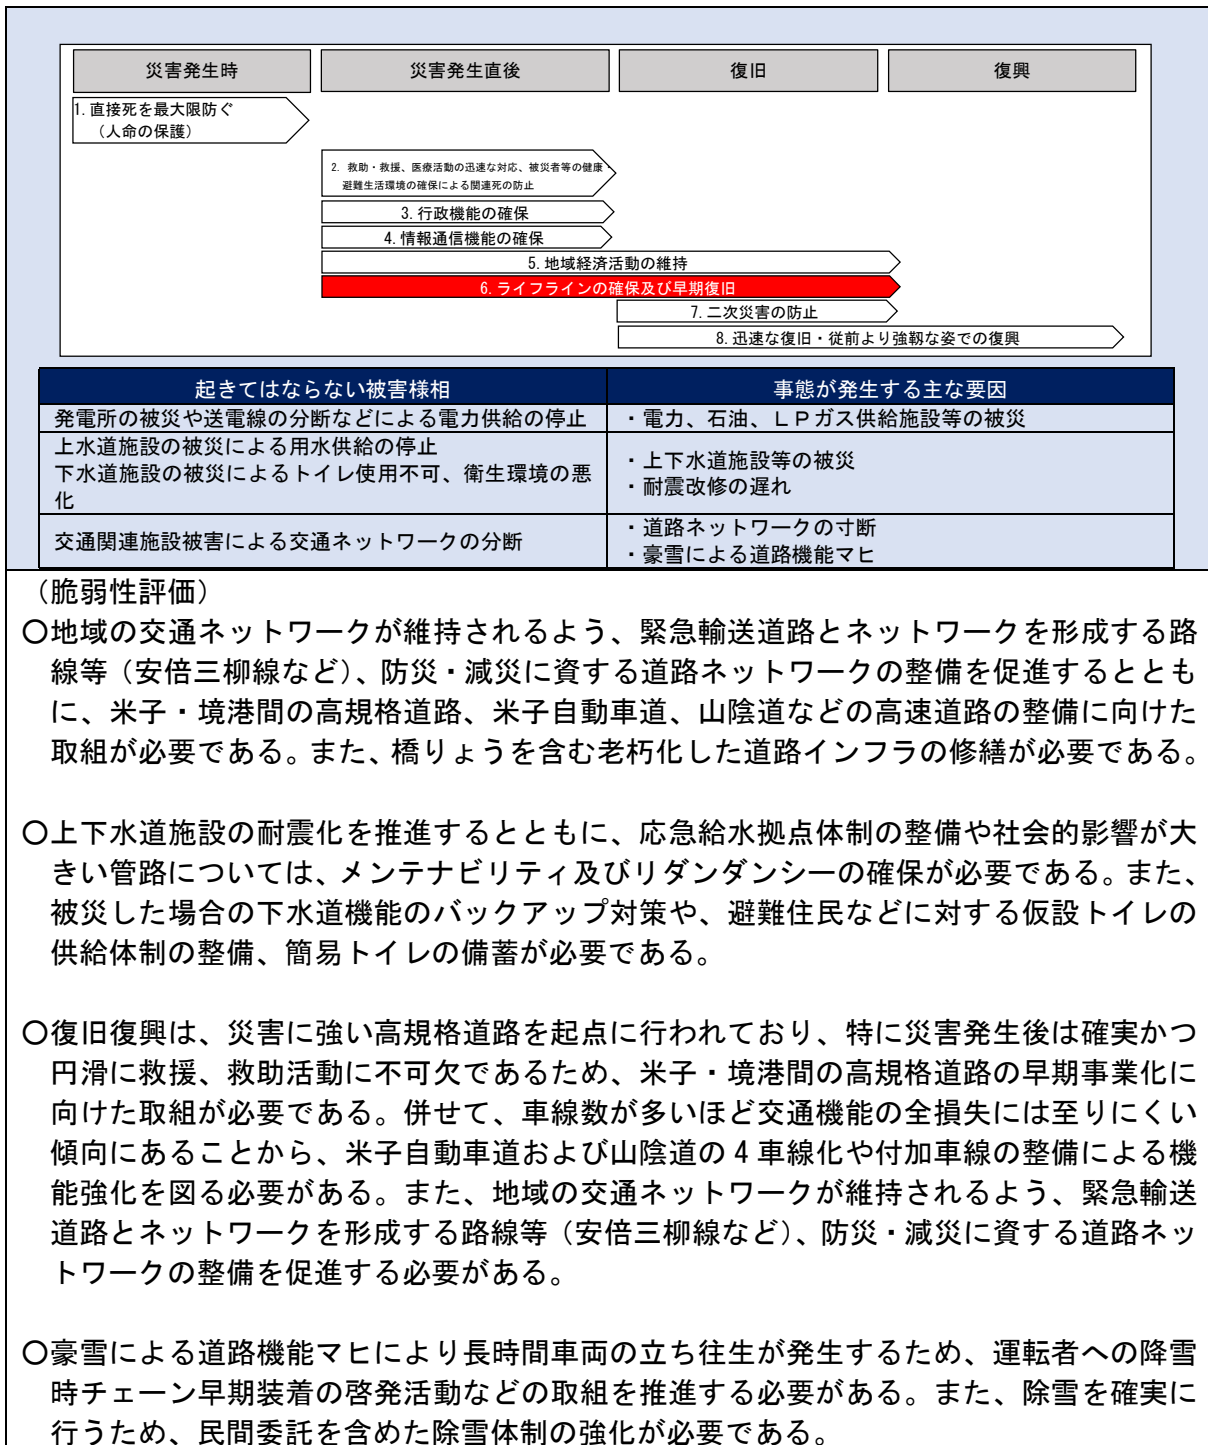 災害発生時 災害発生直後 復旧 復興
1.直接死を最大限防ぐ
（人命の保護）
2. 救助・救援、医療活動の迅速な対応、被災者等の健康・
避難生活環境の確保による関連死の防止
3.行政機能の確保
4.情報通信機能の確保
5.地域経済活動の維持
6.ライフラインの確保及び早期復旧
7.二次災害の防止
8.迅速な復旧・従前より強靱な姿での復興
起きてはならない被害様相 事態が発生する主な要因
発電所の被災や送電線の分断などによる電力供給の停止 ・電力、石油、ＬＰガス供給施設等の被災
上水道施設の被災による用水供給の停止
下水道施設の被災によるトイレ使用不可、衛生環境の悪
化
・上下水道施設等の被災
・耐震改修の遅れ
交通関連施設被害による交通ネットワークの分断
・道路ネットワークの寸断
・豪雪による道路機能マヒ
（脆弱性評価）
〇地域の交通ネットワークが維持されるよう、緊急輸送道路とネットワークを形成する路
線等（安倍三柳線など）、防災・減災に資する道路ネットワークの整備を促進するととも
に、米子・境港間の高規格道路、米子自動車道、山陰道などの高速道路の整備に向けた
取組が必要である。また、橋りょうを含む老朽化した道路インフラの修繕が必要である。
〇上下水道施設の耐震化を推進するとともに、応急給水拠点体制の整備や社会的影響が大
きい管路については、メンテナビリティ及びリダンダンシーの確保が必要である。また、
被災した場合の下水道機能のバックアップ対策や、避難住民などに対する仮設トイレの
供給体制の整備、簡易トイレの備蓄が必要である。
〇復旧復興は、災害に強い高規格道路を起点に行われており、特に災害発生後は確実かつ
円滑に救援、救助活動に不可欠であるため、米子・境港間の高規格道路の早期事業化に
向けた取組が必要である。併せて、車線数が多いほど交通機能の全損失には至りにくい
傾向にあることから、米子自動車道および山陰道の4車線化や付加車線の整備による機
能強化を図る必要がある。また、地域の交通ネットワークが維持されるよう、緊急輸送
道路とネットワークを形成する路線等（安倍三柳線など）、防災・減災に資する道路ネッ
トワークの整備を促進する必要がある。
〇豪雪による道路機能マヒにより長時間車両の立ち往生が発生するため、運転者への降雪
時チェーン早期装着の啓発活動などの取組を推進する必要がある。また、除雪を確実に
行うため、民間委託を含めた除雪体制の強化が必要である。